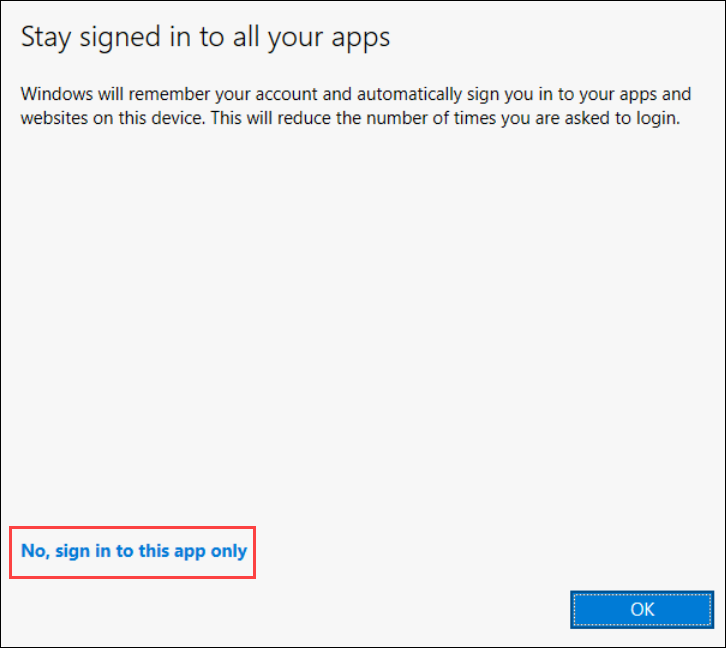 Stay signed in to all your apps
Windows will remember your account and automatically sign you in to your apps and
websites on this device. This will reduce the number of times you are asked to login.
No, sign in to this app only
OK